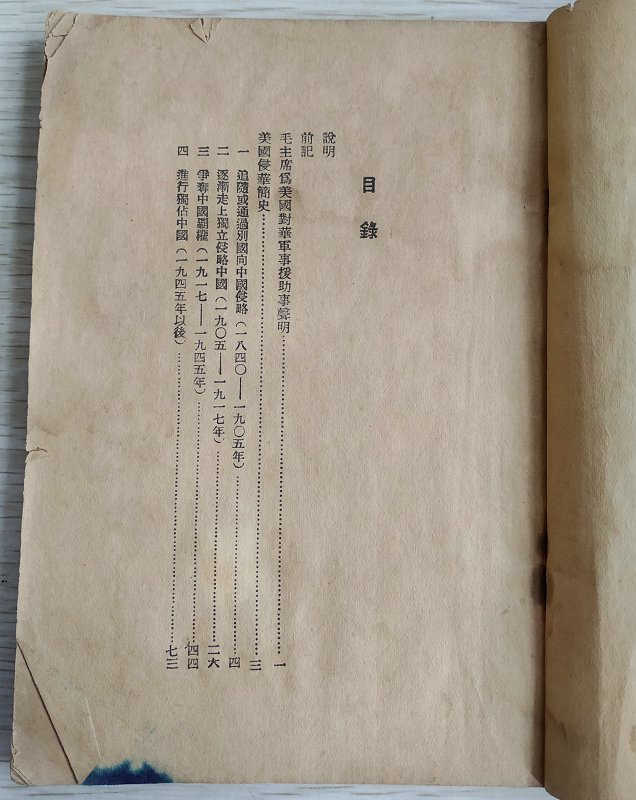 目錄
說明
前記
毛主席爲美國對華軍事援助事聲明……一
美國侵華簡史……三
一 追隨或通過別國向中國侵略(一八四〇——一九〇五年)……四
二 逐漸走上獨立侵略中國(一九〇五——一九一七年)……二六
三 爭奪中國覇權(一九一七——一九四五年)……四四
四 進行獨佔中國(一九四五年以後)……七三